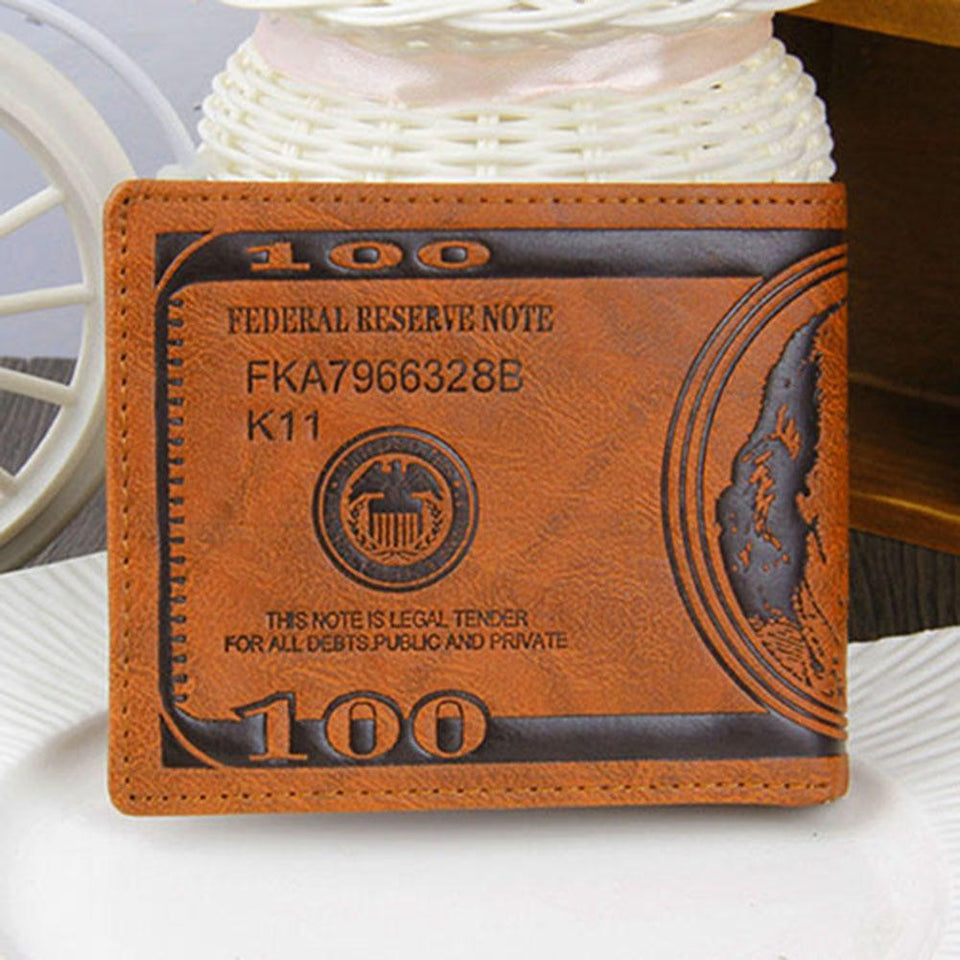 100
FEDERAL RESERVE NOTE
FKA7966328B
K11
THIS NOTE IS LEGAL TENDER
FOR ALL DEBTS.PUBLIC AND PRIVATE
100